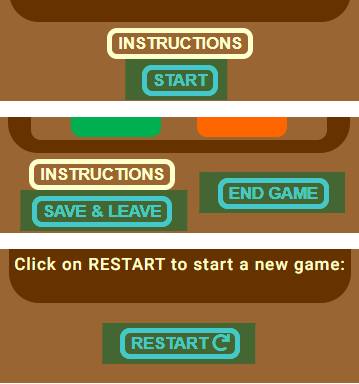 INSTRUCTIONS
START
INSTRUCTIONS
SAVE & LEAVE
END GAME
Click on RESTART to start a new game:
RESTART